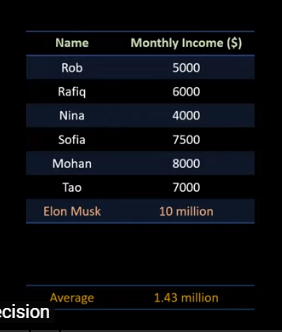 Name Monthly Income ($)
Rob 5000
Rafiq 6000
Nina 4000
Sofia 7500
Mohan 8000
Tao 7000
Elon Musk 10 million
Average 1.43 million
ecision